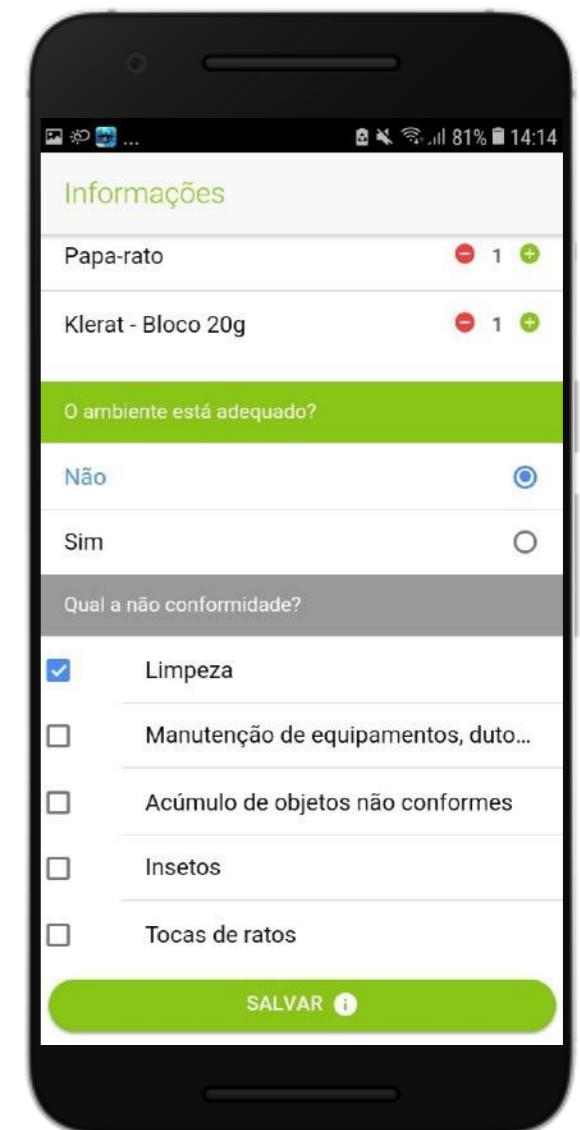 ... 81% 14:14
Informações
Papa-rato 1
Klerat - Bloco 20g 1
O ambiente está adequado?
Não
Sim
Qual a não conformidade?
Limpeza
Manutenção de equipamentos, duto...
Acúmulo de objetos não conformes
Insetos
Tocas de ratos
SALVAR i